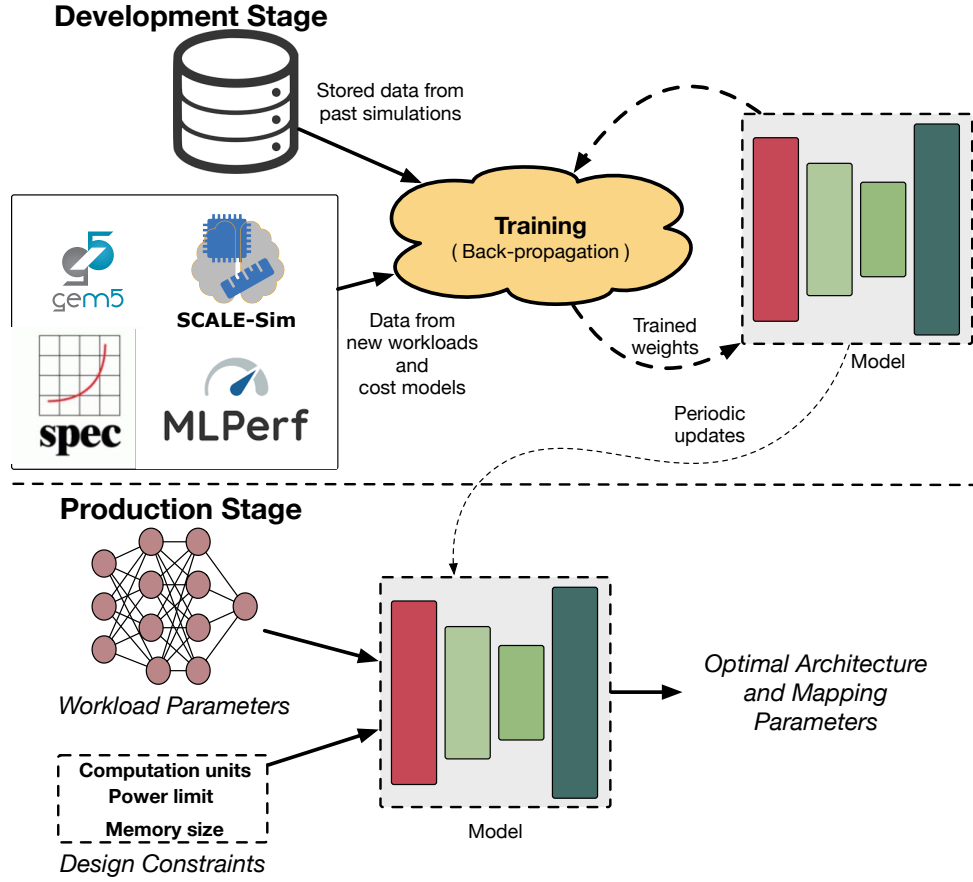 Development Stage
Stored data from
past simulations
Training
( Back-propagation )
gem5
SCALE-Sim
spec
MLPerf
Data from
new workloads
and
cost models
Trained
weights
Model
Periodic
updates
Production Stage
Workload Parameters
Computation units
Power limit
Memory size
Design Constraints
Model
Optimal Architecture
and Mapping
Parameters